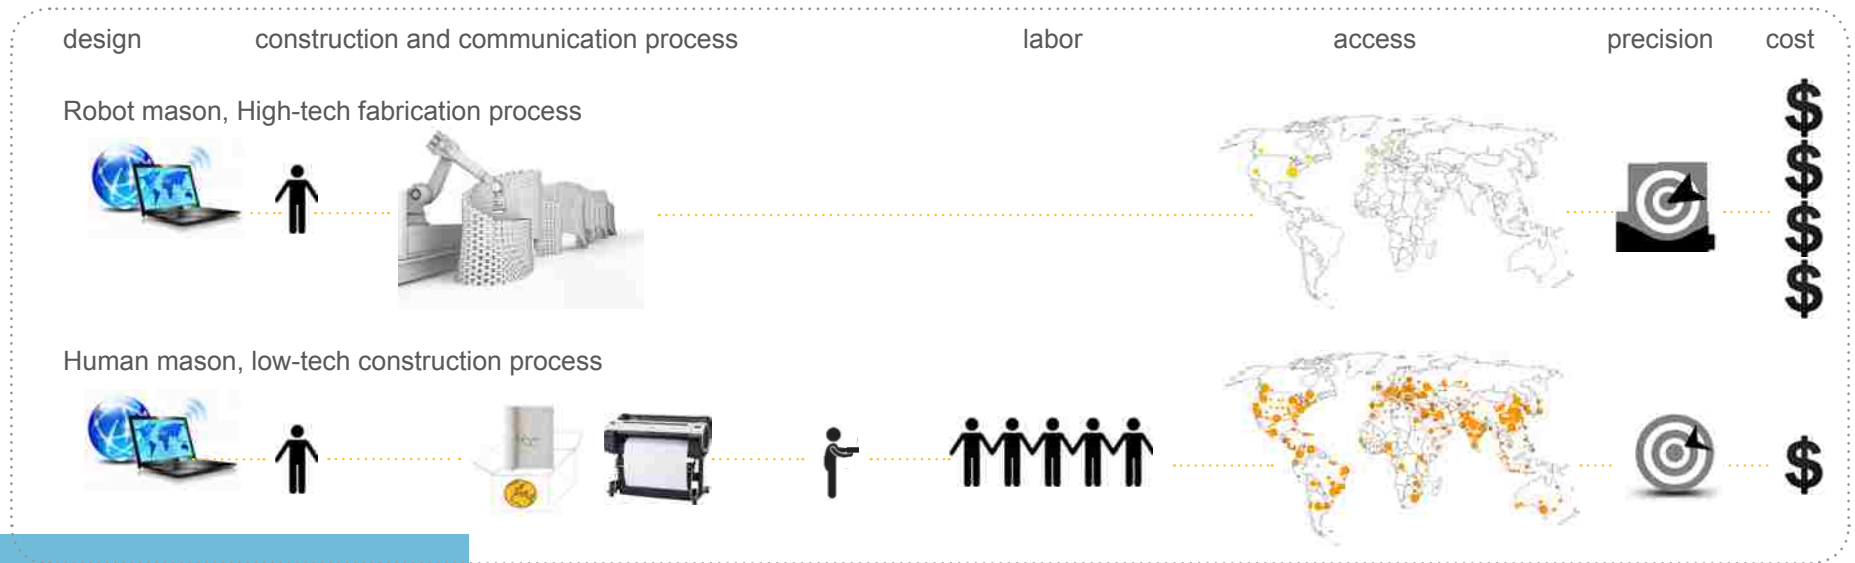 design construction and communication process labor access precision cost
Robot mason, High-tech fabrication process
$
$
$
$
Human mason, low-tech construction process
$